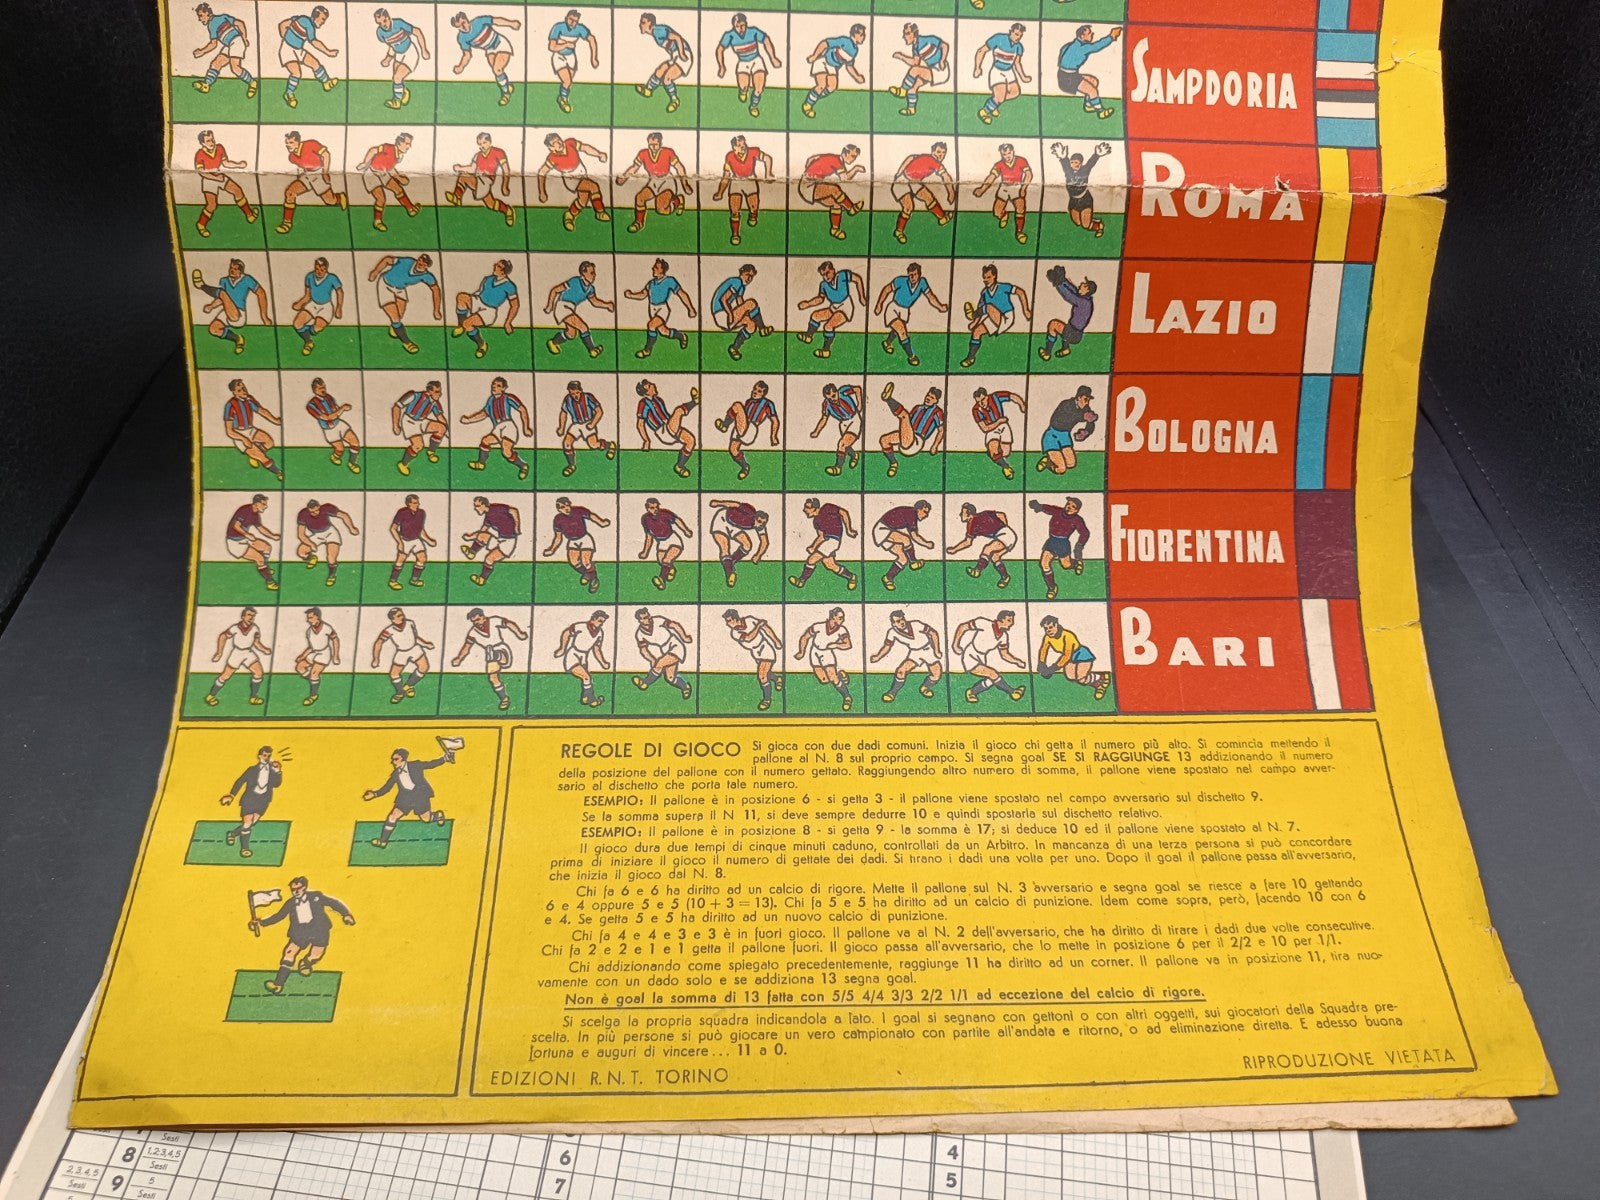 SAMPDORIA
ROMA
LAZIO
BOLOGNA
FIORENTINA
BARI
REGOLE DI GIOCO Si gioca con due dadi comuni. Inizia il gioco chi getta il numero più alto. Si comincia mettendo il
pallone al N. 8 sul proprio campo. Si segna goal SE SI RAGGIUNGE 13 addizionando il numero
della posizione del pallone con il numero gettato. Raggiungendo altro numero di somma, il pallone viene spostato nel campo avver-
sario al dischetto che porta tale numero.
ESEMPIO: Il pallone è in posizione 6 - si getta 3 - il pallone viene spostato nel campo avversario sul dischetto 9.
Se la somma supera il N 11, si deve sempre dedurre 10 e quindi spostarla sul dischetto relativo.
ESEMPIO: Il pallone è in posizione 8 - si getta 9 - la somma è 17; si deduce 10 ed il pallone viene spostato al N. 7.
Il gioco dura due tempi di cinque minuti caduno, controllati da un Arbitro. In mancanza di una terza persona si può concordare
prima di iniziare il gioco il numero di gettate dei dadi. Si tirano i dadi una volta per uno. Dopo il goal il pallone passa all'avversario,
che inizia il gioco dal N. 8.
Chi fa 6 e 6 ha diritto ad un calcio di rigore. Mette il pallone sul N. 3 avversario e segna goal se riesce a fare 10 gettando
6 e 4 oppure 5 e 5 (10 + 3 = 13). Chi fa 5 e 5 ha diritto ad un calcio di punizione. Idem come sopra, però, facendo 10 con 6
e 4. Se getta 5 e 5 ha diritto ad un nuovo calcio di punizione.
Chi fa 4 e 4 e 3 e 3 è in fuori gioco. Il pallone va al N. 2 dell'avversario, che ha diritto di tirare i dadi due volte consecutive.
Chi fa 2 e 2 e 1 e 1 getta il pallone fuori. Il gioco passa all'avversario, che lo mette in posizione 6 per il 2/2 e 10 per 1/1.
Chi addizionando come spiegato precedentemente, raggiunge 11 ha diritto ad un corner. Il pallone va in posizione 11, tira nuo-
vamente con un dado solo e se addiziona 13 segna goal.
Non è goal la somma di 13 fatta con 5/5 4/4 3/3 2/2 1/1 ad eccezione del calcio di rigore.
Si scelga la propria squadra indicandola a lato. I goal si segnano con gettoni o con altri oggetti, sui giocatori della Squadra pre-
scelta. In più persone si può giocare un vero campionato con partite all'andata e ritorno, o ad eliminazione diretta. E adesso buona
fortuna e auguri di vincere... 11 a 0.
EDIZIONI R.N.T. TORINO
RIPRODUZIONE VIETATA
Sesti
8 1,2,3,4,5 Sesti
2,3,4,5 Sesti 9 5 Sesti
6
7
4
5